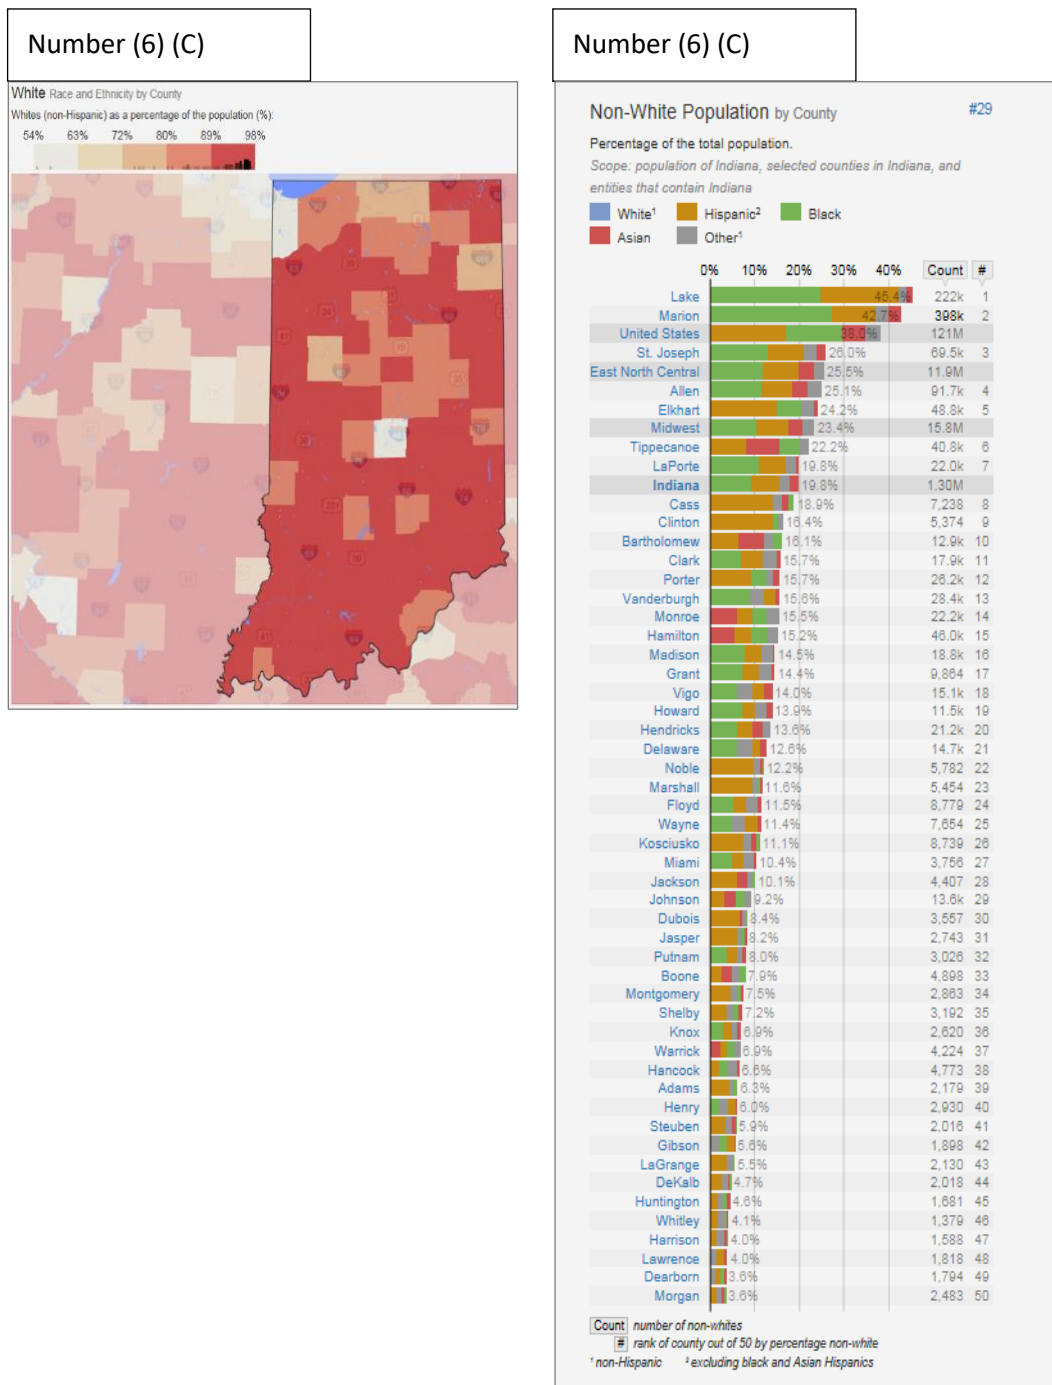 Number (6) (C)
White Race and Ethnicity by County
Whites (non-Hispanic) as a percentage of the population (%):
54% 63% 72% 80% 89% 98%
Number (6) (C)
Non-White Population by County #29
Percentage of the total population.
Scope: population of Indiana, selected counties in Indiana, and
entities that contain Indiana
White¹ Hispanic² Black
Asian Other¹
0% 10% 20% 30% 40% Count #
Lake 45.4% 222k 1
Marion 42.7% 398k 2
United States 38.0% 121M
St. Joseph 26.0% 69.5k 3
East North Central 25.5% 11.9M
Allen 25.1% 91.7k 4
Elkhart 24.2% 48.8k 5
Midwest 23.4% 15.8M
Tippecanoe 22.2% 40.8k 6
LaPorte 19.8% 22.0k 7
Indiana 19.8% 1.30M
Cass 18.9% 7,238 8
Clinton 16.4% 5,374 9
Bartholomew 16.1% 12.9k 10
Clark 15.7% 17.9k 11
Porter 15.7% 26.2k 12
Vanderburgh 15.6% 28.4k 13
Monroe 15.5% 22.2k 14
Hamilton 15.2% 46.0k 15
Madison 14.5% 18.8k 16
Grant 14.4% 9,864 17
Vigo 14.0% 15.1k 18
Howard 13.9% 11.5k 19
Hendricks 13.6% 21.2k 20
Delaware 12.6% 14.7k 21
Noble 12.2% 5,782 22
Marshall 11.6% 5,454 23
Floyd 11.5% 8,779 24
Wayne 11.4% 7,654 25
Kosciusko 11.1% 8,739 26
Miami 10.4% 3,756 27
Jackson 10.1% 4,407 28
Johnson 9.2% 13.6k 29
Dubois 8.4% 3,557 30
Jasper 8.2% 2,743 31
Putnam 8.0% 3,026 32
Boone 7.9% 4,898 33
Montgomery 7.5% 2,863 34
Shelby 7.2% 3,192 35
Knox 6.9% 2,620 36
Warrick 6.9% 4,224 37
Hancock 6.6% 4,773 38
Adams 6.3% 2,179 39
Henry 6.0% 2,930 40
Steuben 5.9% 2,016 41
Gibson 5.6% 1,898 42
LaGrange 5.5% 2,130 43
DeKalb 4.7% 2,018 44
Huntington 4.6% 1,681 45
Whitley 4.1% 1,379 46
Harrison 4.0% 1,588 47
Lawrence 4.0% 1,818 48
Dearborn 3.6% 1,794 49
Morgan 3.6% 2,483 50
Count number of non-whites
# rank of county out of 50 by percentage non-white
¹ non-Hispanic ² excluding black and Asian Hispanics